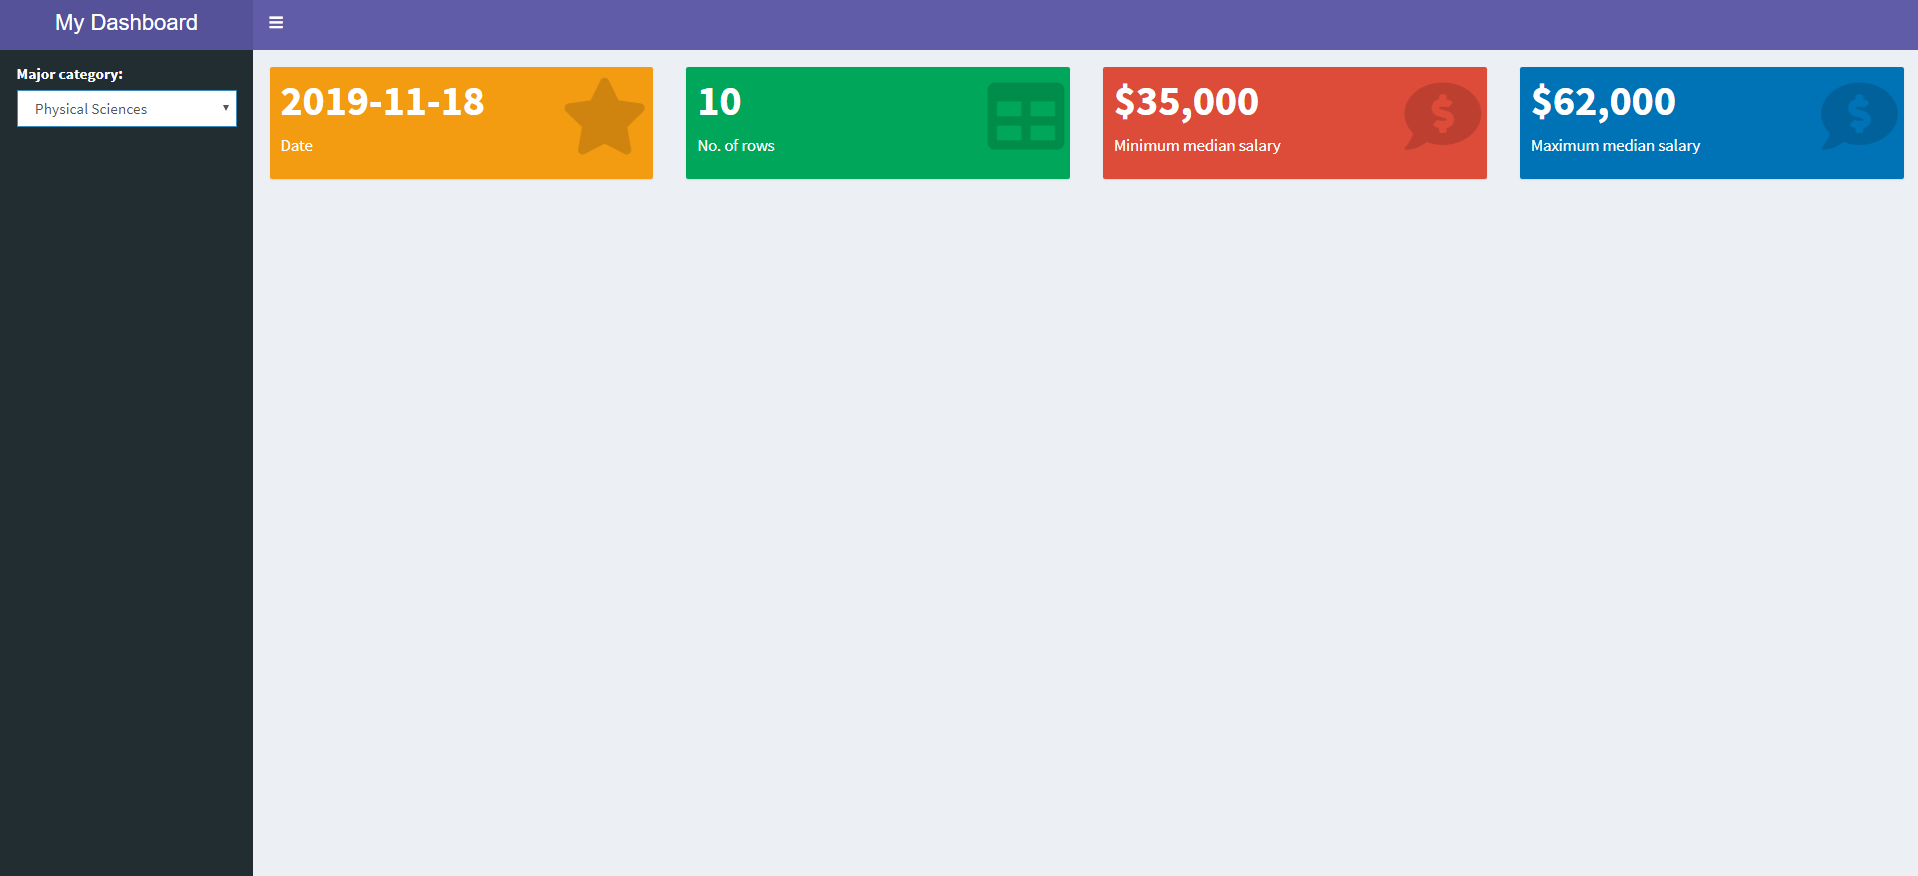 My Dashboard
Major category:
Physical Sciences
2019-11-18
Date
10
No. of rows
$35,000
Minimum median salary
$62,000
Maximum median salary